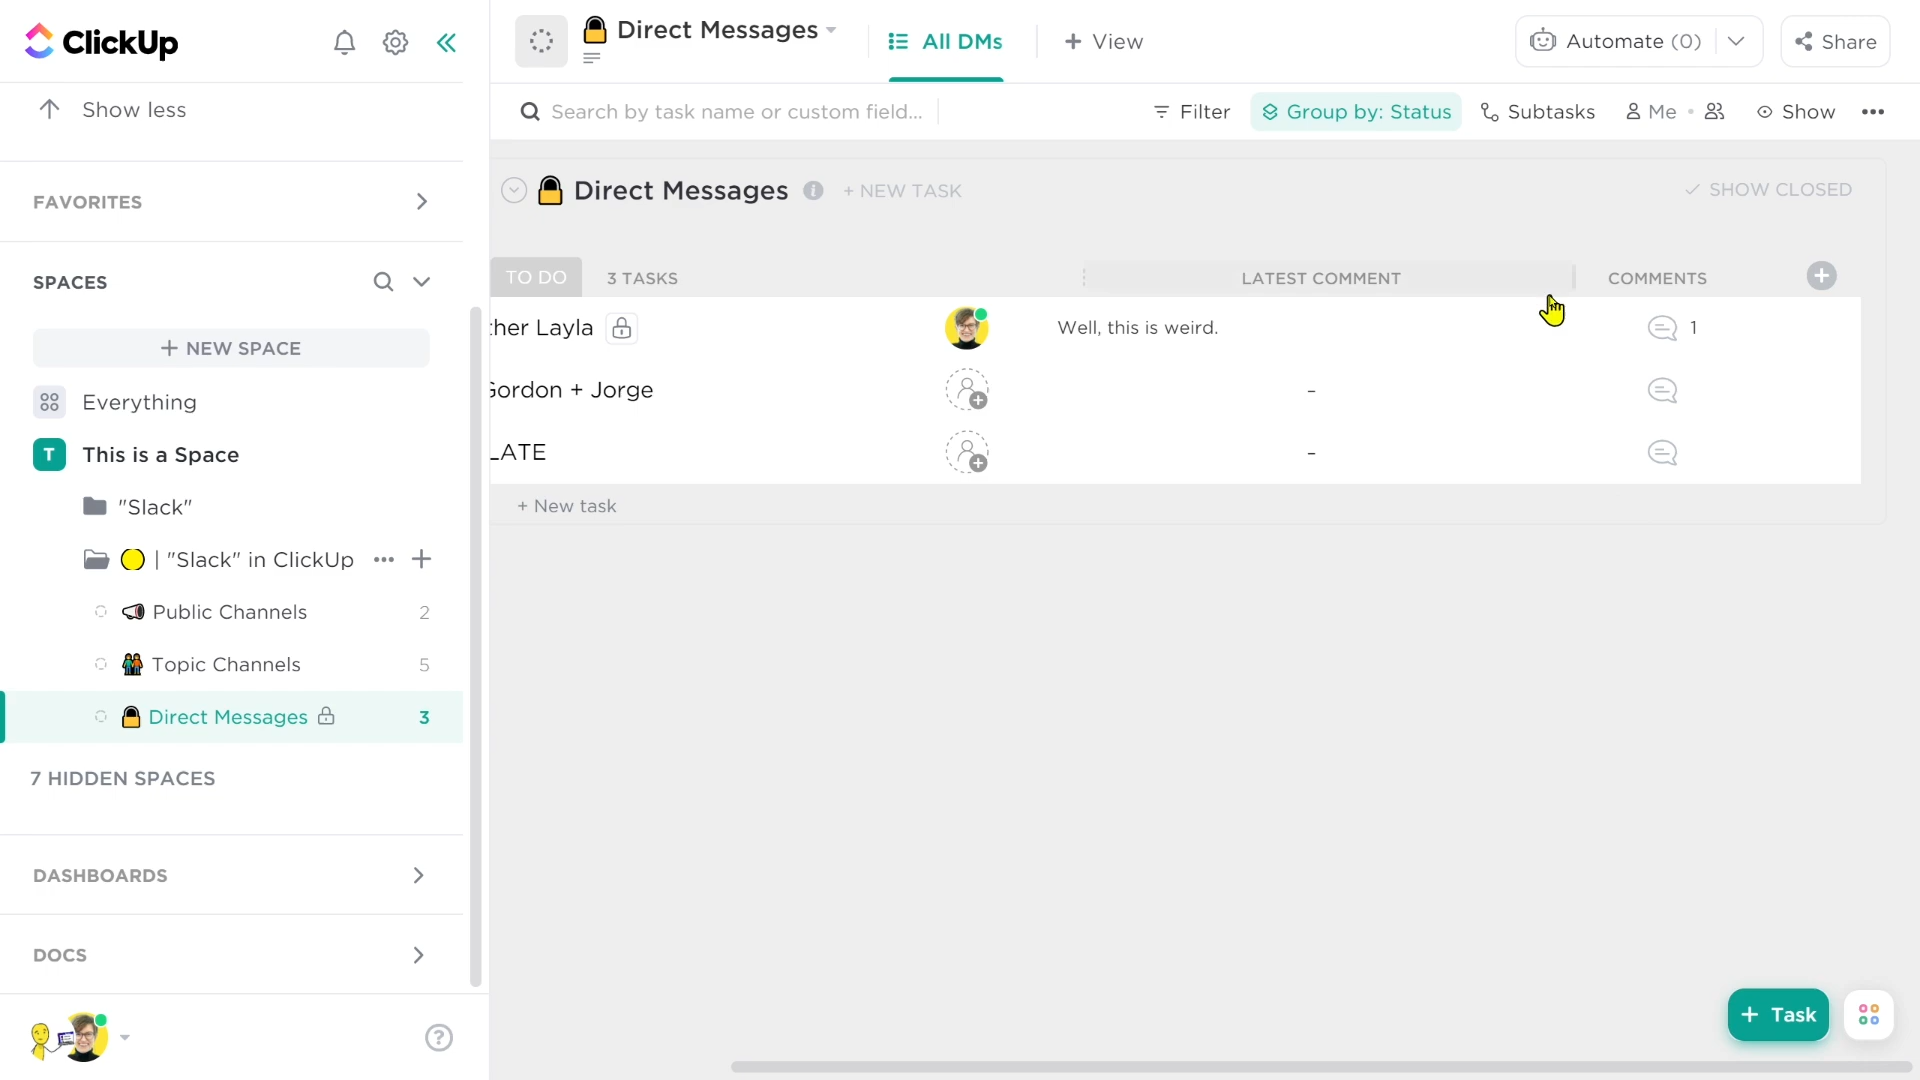 ClickUp
Show less
FAVORITES
SPACES
+ NEW SPACE
Everything
T This is a Space
"Slack"
| "Slack" in ClickUp
Public Channels 2
Topic Channels 5
Direct Messages 3
7 HIDDEN SPACES
DASHBOARDS
DOCS
Direct Messages
All DMs
+ View
Automate (0)
Share
Search by task name or custom field...
Filter
Group by: Status
Subtasks
Me
Show
Direct Messages
+ NEW TASK
SHOW CLOSED
TO DO
3 TASKS
LATEST COMMENT
COMMENTS
ther Layla
Well, this is weird.
1
Gordon + Jorge
–
LATE
–
+ New task
+ Task